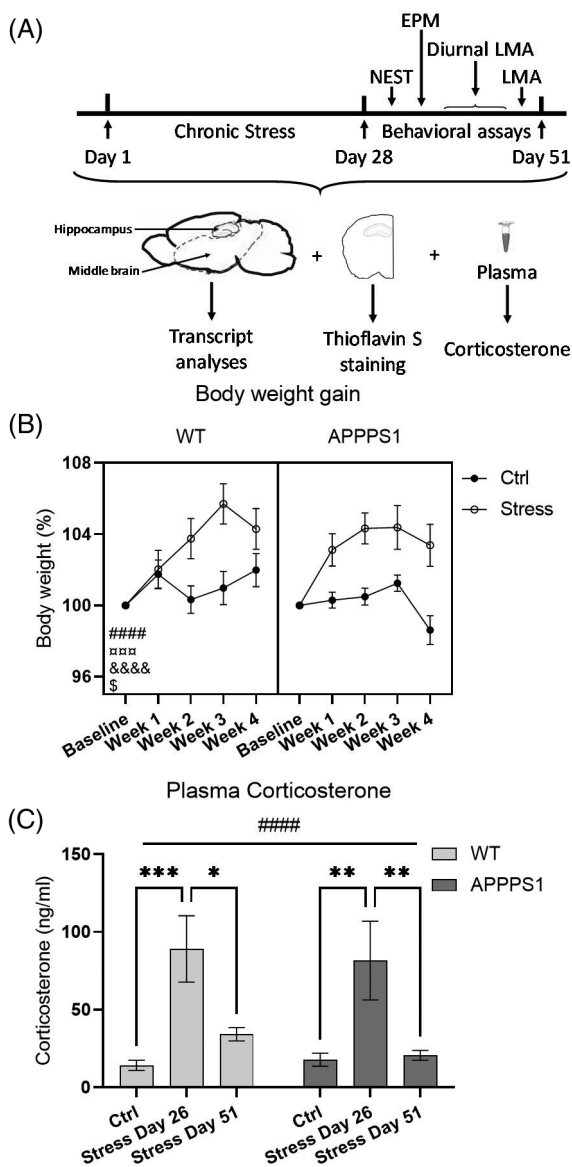 (A)
EPM
Diurnal LMA
NEST
LMA
Chronic Stress
Behavioral assays
Day 1
Day 28
Day 51
Hippocampus
Middle brain
+
+
Plasma
Transcript
analyses
Thioflavin S
staining
Corticosterone
Body weight gain
(B)
WT
APPPS1
Ctrl
Stress
Body weight (%)
108
104
100
96
####
¤¤¤
&&&&
$
Baseline
Week 1
Week 2
Week 3
Week 4
Baseline
Week 1
Week 2
Week 3
Week 4
Plasma Corticosterone
(C)
####
WT
APPPS1
Corticosterone (ng/ml)
150
100
50
0
***
*
**
**
Ctrl
Stress Day 26
Stress Day 51
Ctrl
Stress Day 26
Stress Day 51